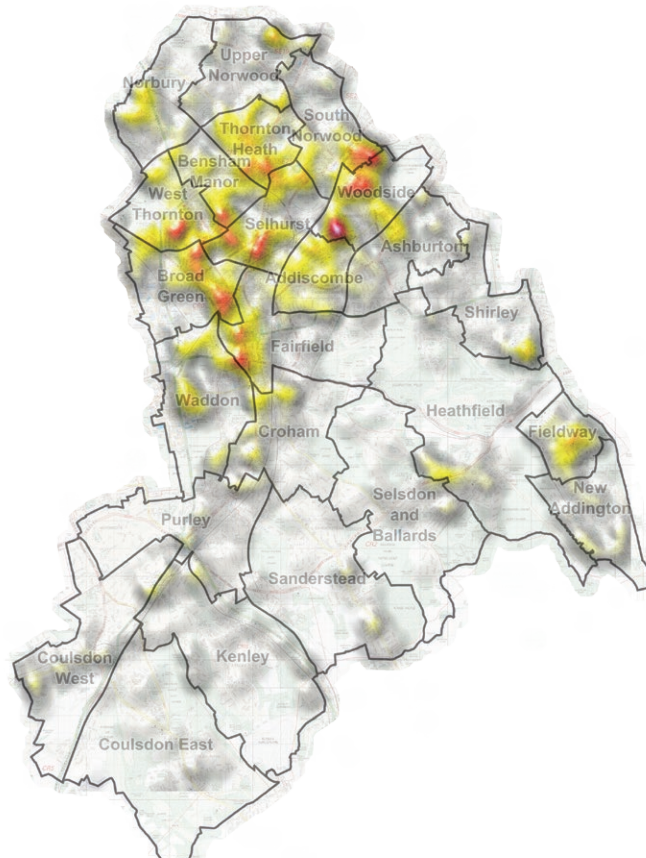 Upper
Norwood
Norbury
South
Norwood
Thornton
Heath
Bensham
Manor
West
Thornton
Woodside
Selhurst
Ashburton
Broad
Green
Addiscombe
Shirley
Fairfield
Waddon
Heathfield
Croham
Fieldway
New
Addington
Selsdon
and
Ballards
Purley
Sanderstead
Coulsdon
West
Kenley
Coulsdon East